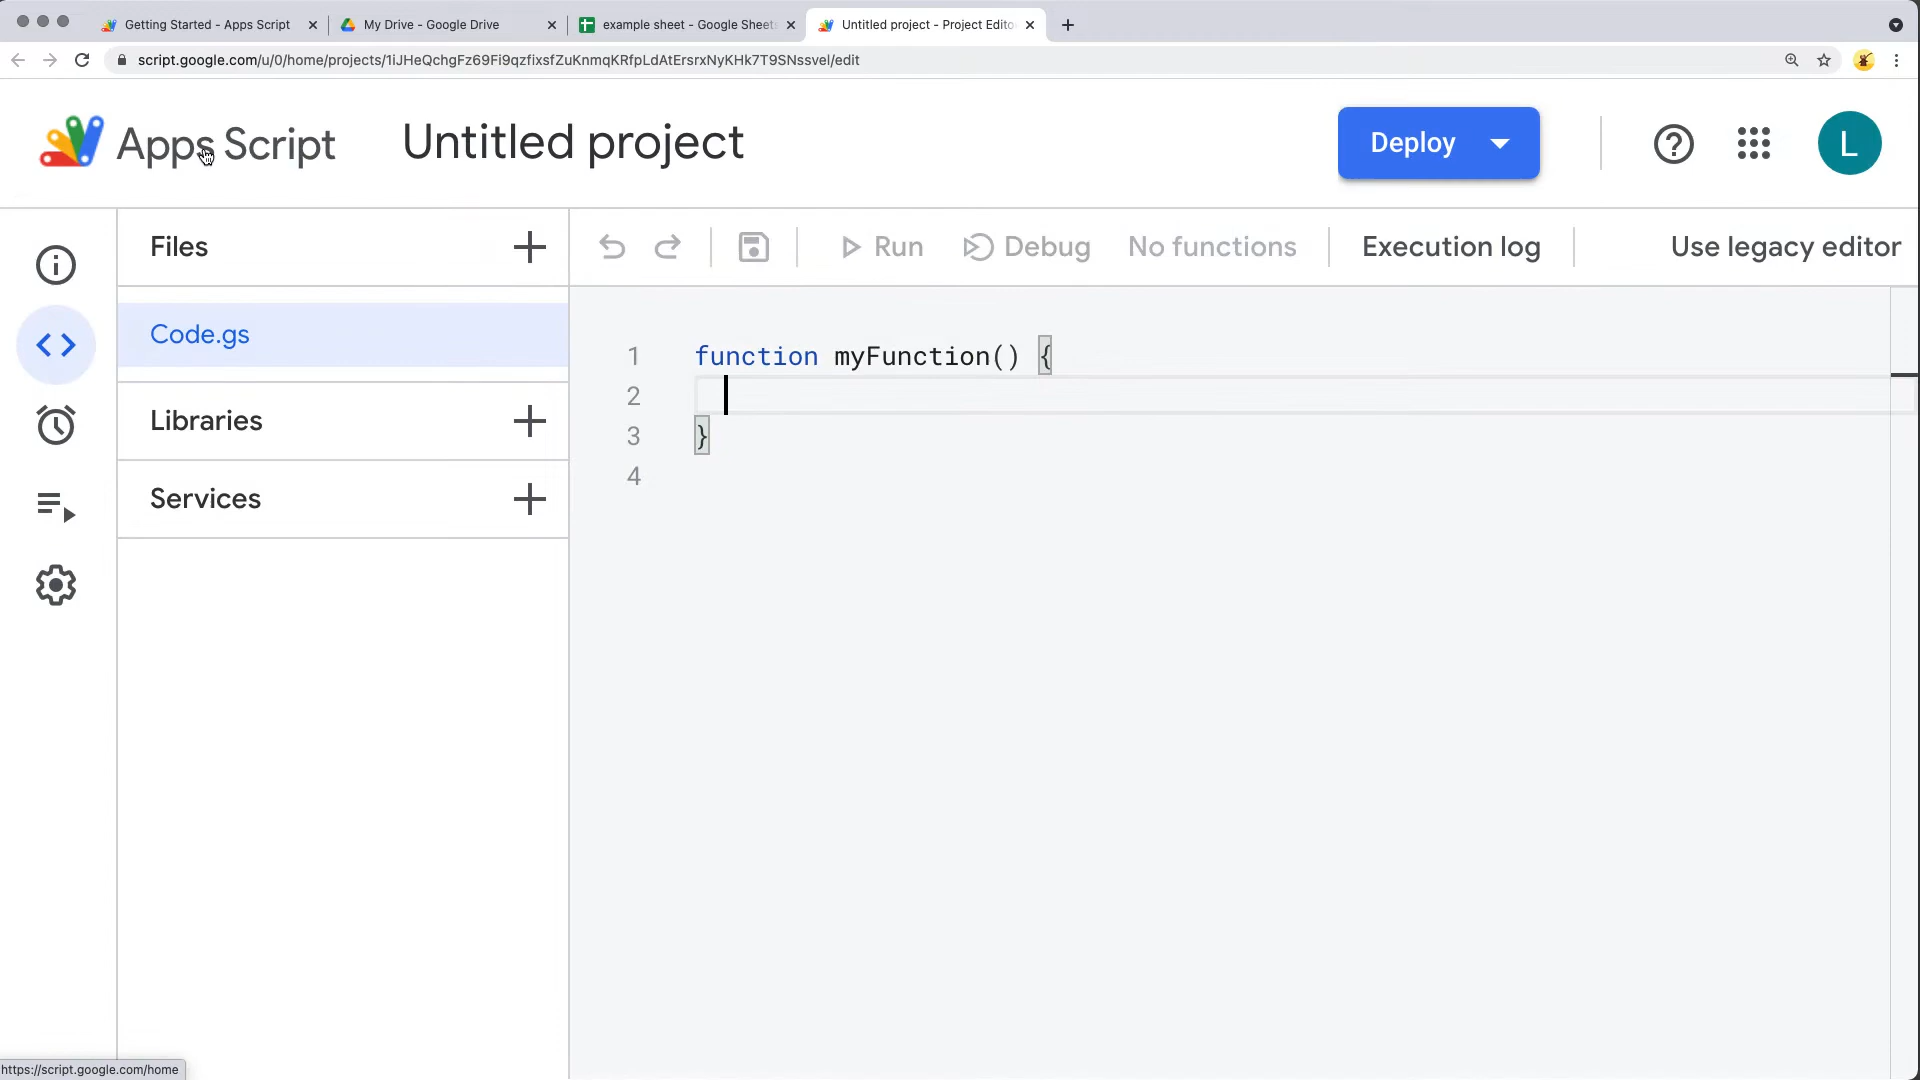 Getting Started - Apps Script
My Drive - Google Drive
example sheet - Google Sheets
Untitled project - Project Edito
script.google.com/u/0/home/projects/1iJHeQchgFz69Fi9qzfixsfZuKnmqKRfpLdAtErsrxNyKHk7T9SNssvel/edit
Apps Script
Untitled project
Deploy
L
Files
Run
Debug
No functions
Execution log
Use legacy editor
Code.gs
Libraries
Services
1 function myFunction() {
2
3 }
4
https://script.google.com/home